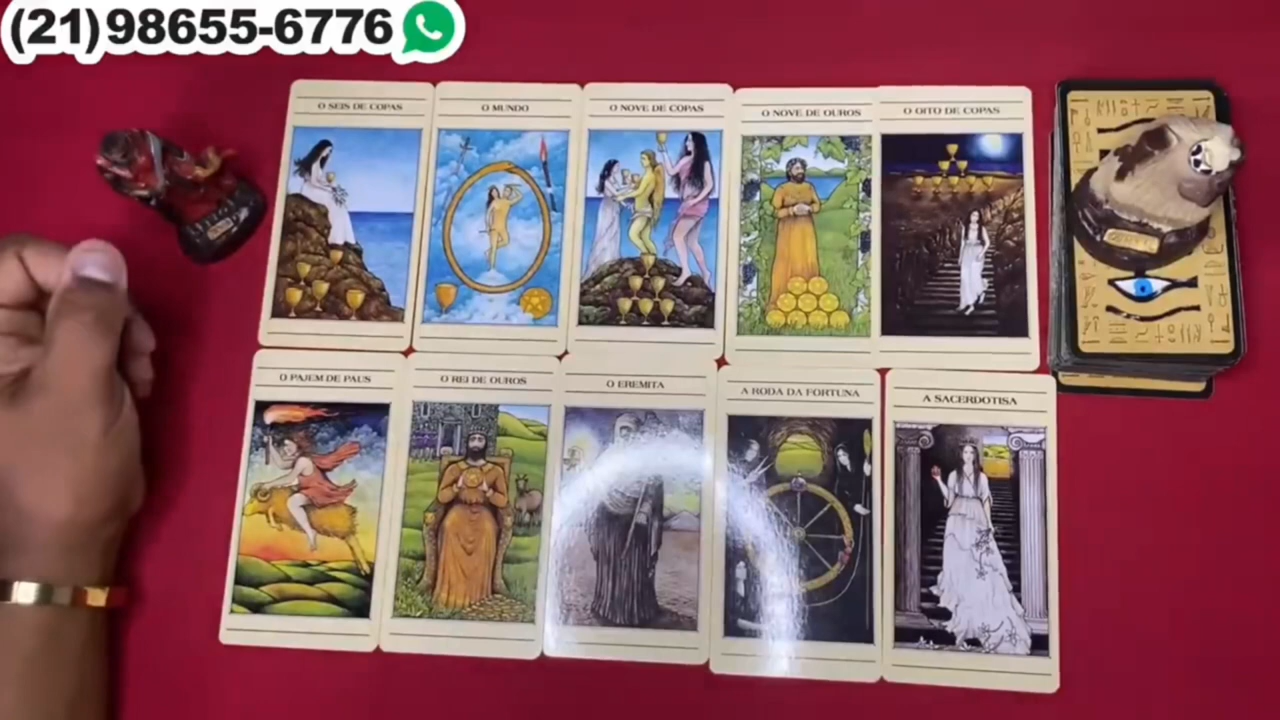 (21)98655-6776
O SEIS DE COPAS
O MUNDO
O NOVE DE COPAS
O NOVE DE OUROS
O OITO DE COPAS
O PAJEM DE PAUS
O REI DE OUROS
O EREMITA
A RODA DA FORTUNA
A SACERDOTISA